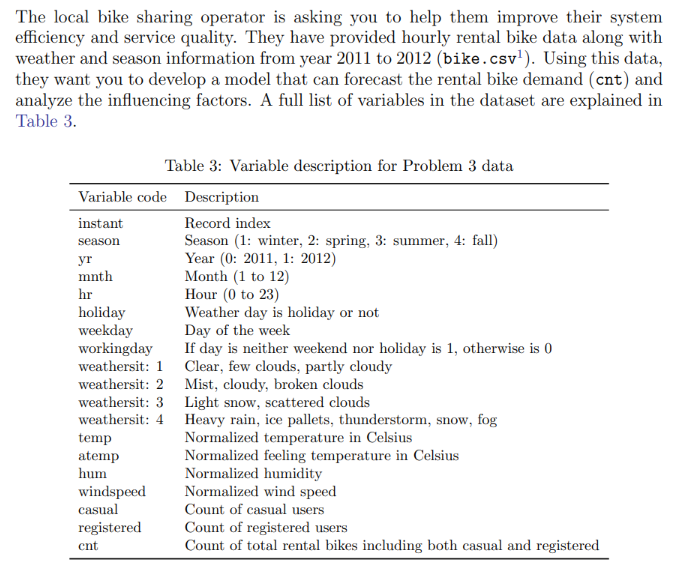 The local bike sharing operator is asking you to help them improve their system
efficiency and service quality. They have provided hourly rental bike data along with
weather and season information from year 2011 to 2012 (bike.csv¹). Using this data,
they want you to develop a model that can forecast the rental bike demand (cnt) and
analyze the influencing factors. A full list of variables in the dataset are explained in
Table 3.
Table 3: Variable description for Problem 3 data
Variable code Description
instant Record index
season Season (1: winter, 2: spring, 3: summer, 4: fall)
yr Year (0: 2011, 1: 2012)
mnth Month (1 to 12)
hr Hour (0 to 23)
holiday Weather day is holiday or not
weekday Day of the week
workingday If day is neither weekend nor holiday is 1, otherwise is 0
weathersit: 1 Clear, few clouds, partly cloudy
weathersit: 2 Mist, cloudy, broken clouds
weathersit: 3 Light snow, scattered clouds
weathersit: 4 Heavy rain, ice pallets, thunderstorm, snow, fog
temp Normalized temperature in Celsius
atemp Normalized feeling temperature in Celsius
hum Normalized humidity
windspeed Normalized wind speed
casual Count of casual users
registered Count of registered users
cnt Count of total rental bikes including both casual and registered